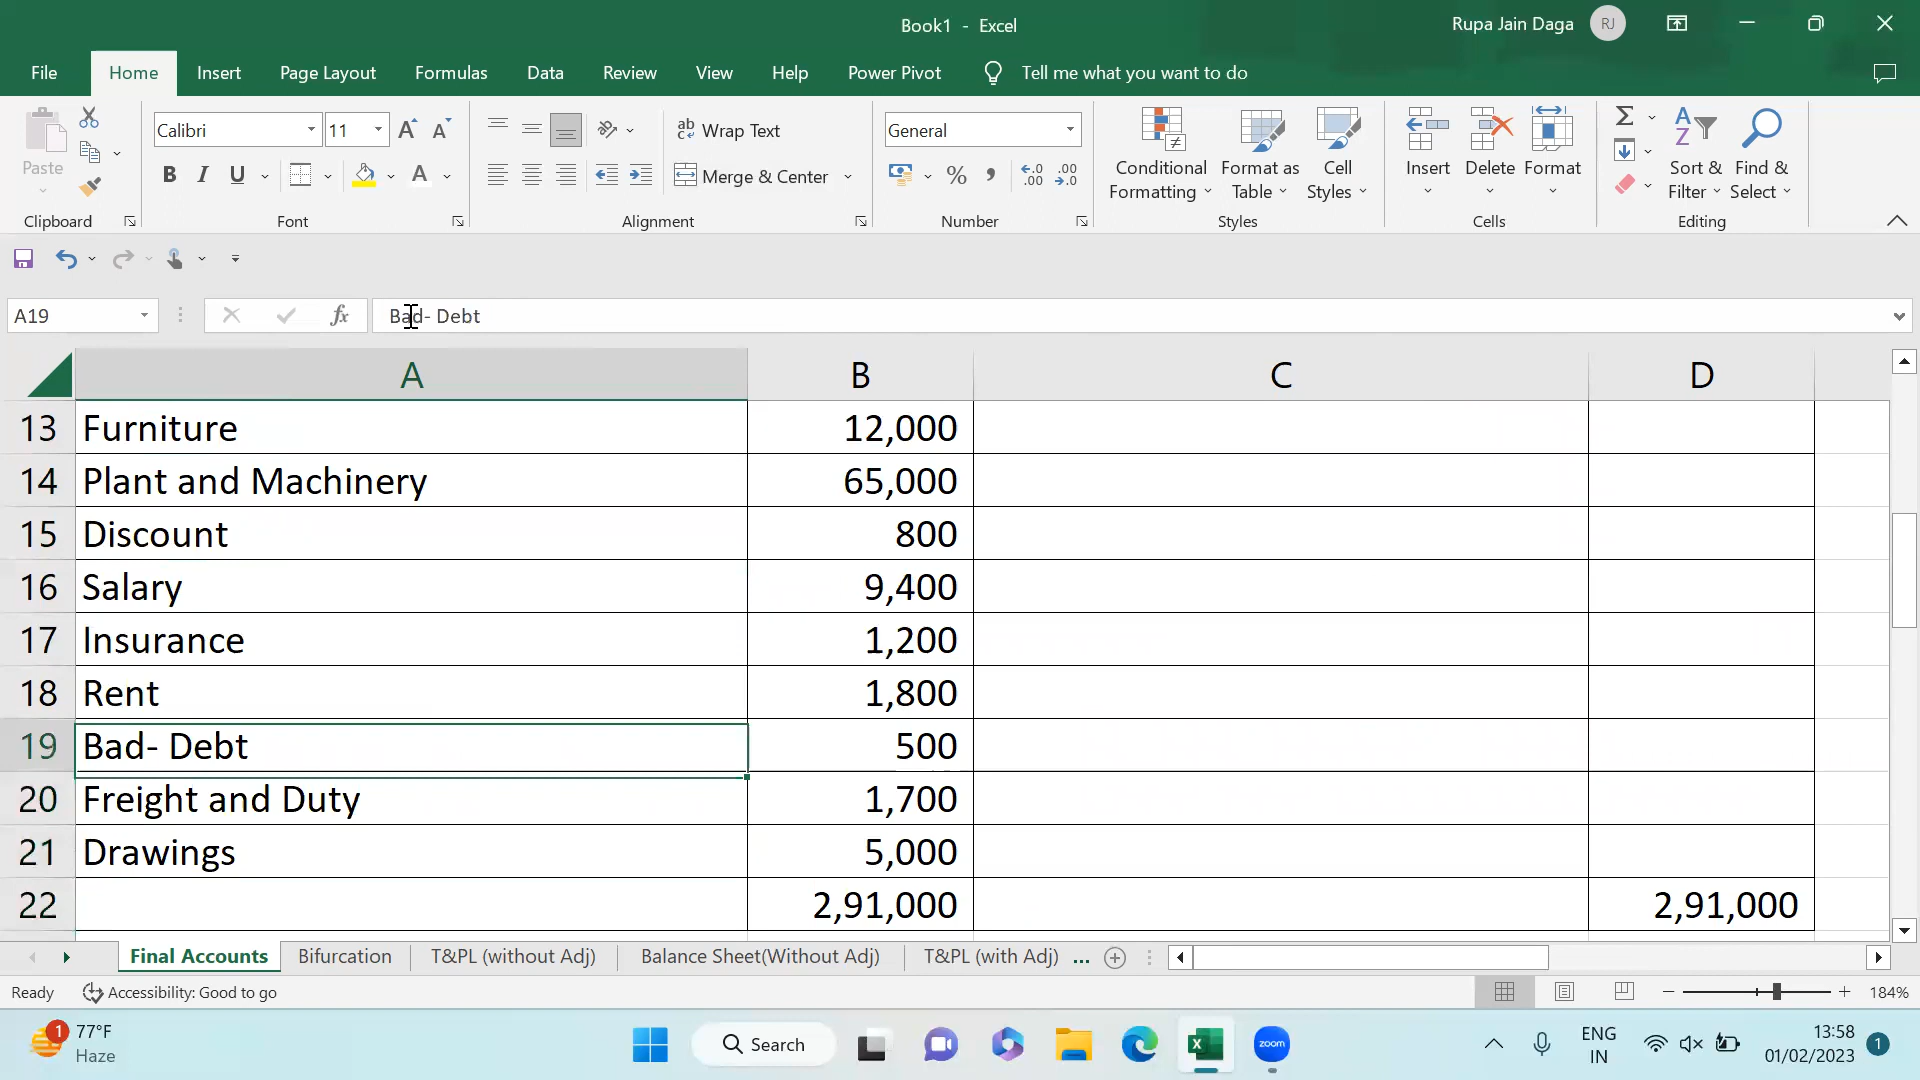 Book1 - Excel
Rupa Jain Daga
RJ
File Home Insert Page Layout Formulas Data Review View Help Power Pivot Tell me what you want to do
Paste
Clipboard
Calibri 11
B I U A
Font
ab Wrap Text
Merge & Center
Alignment
General
% , .00 .00
Number
Conditional Formatting
Format as Table
Cell Styles
Styles
Insert Delete Format
Cells
Sort & Filter
Find & Select
Editing
A19 fx Bad- Debt
A B C D
13 Furniture 12,000
14 Plant and Machinery 65,000
15 Discount 800
16 Salary 9,400
17 Insurance 1,200
18 Rent 1,800
19 Bad- Debt 500
20 Freight and Duty 1,700
21 Drawings 5,000
22 2,91,000 2,91,000
Final Accounts Bifurcation T&PL (without Adj) Balance Sheet(Without Adj) T&PL (with Adj) ...
Ready Accessibility: Good to go 184%
1 77°F
Haze
Search
zoom
ENG
IN
13:58
01/02/2023
1